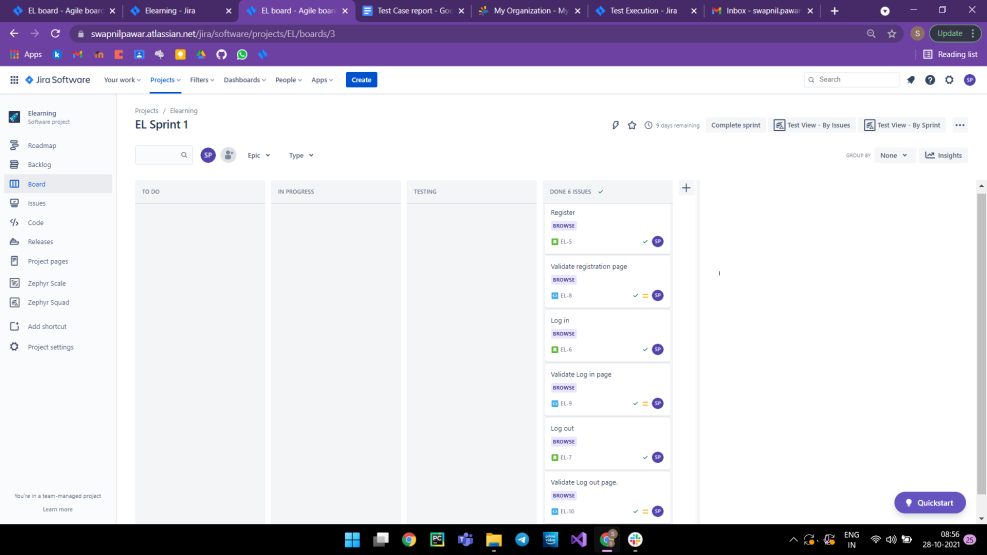 EL board - Agile board
Elearning - Jira
EL board - Agile board
Test Case report - Goo
My Organization - My
Test Execution - Jira
Inbox - swapnil.pawar
swapnilpawar.atlassian.net/jira/software/projects/EL/boards/3
S
Update
Apps
Reading list
Jira Software
Your work
Projects
Filters
Dashboards
People
Apps
Create
Search
SP
Elearning
Software project
Roadmap
Backlog
Board
Issues
Code
Releases
Project pages
Zephyr Scale
Zephyr Squad
Add shortcut
Project settings
You're in a team-managed project
Learn more
Projects / Elearning
EL Sprint 1
9 days remaining
Complete sprint
Test View - By Issues
Test View - By Sprint
SP
Epic
Type
GROUP BY
None
Insights
TO DO
IN PROGRESS
TESTING
DONE 6 ISSUES
Register
BROWSE
EL-5
SP
Validate registration page
BROWSE
EL-8
SP
Log in
BROWSE
EL-6
SP
Validate Log in page
BROWSE
EL-9
SP
Log out
BROWSE
EL-7
SP
Validate Log out page.
BROWSE
EL-10
SP
Quickstart
ENG
IN
08:56
28-10-2021
25